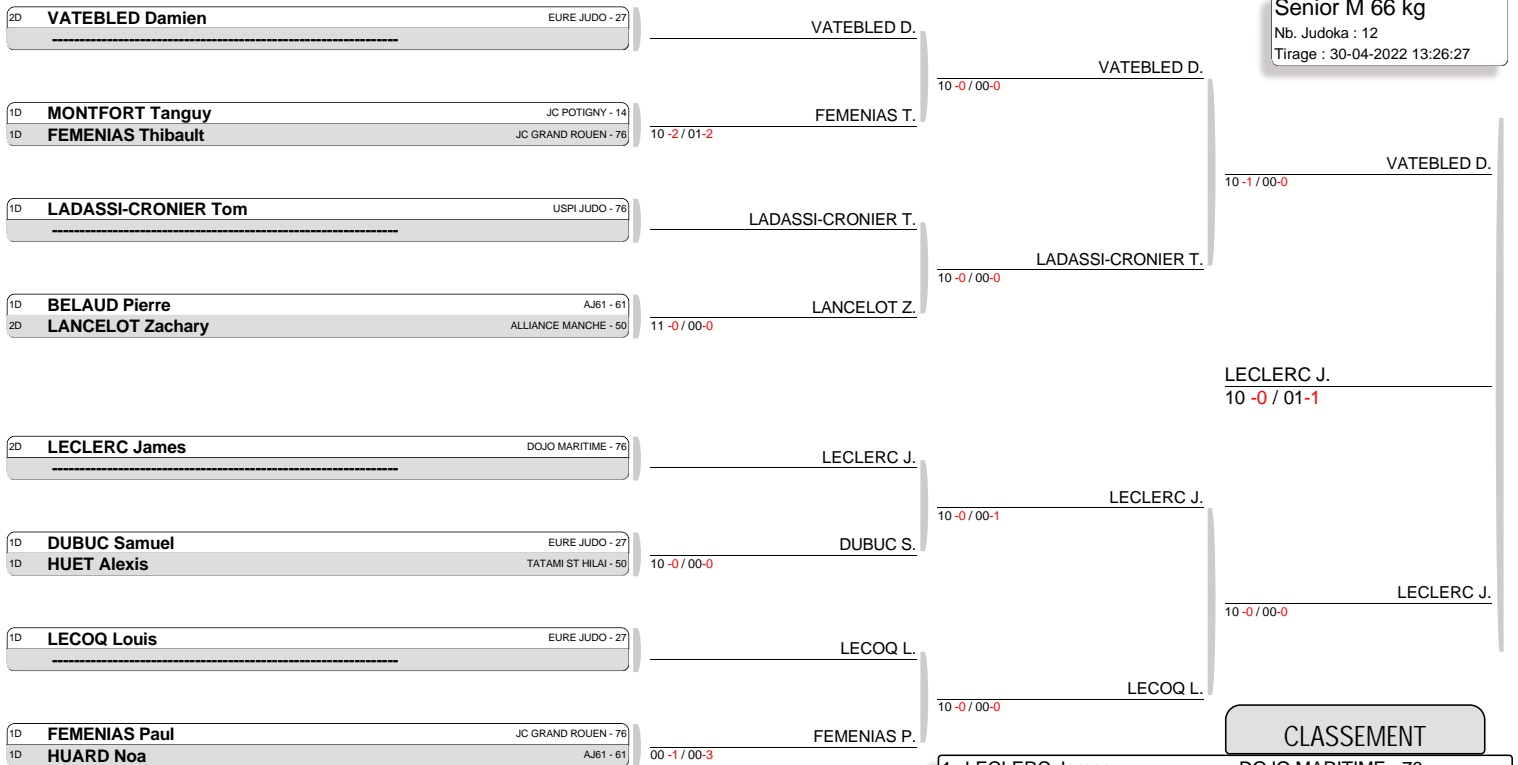 Senior M 66 kg
Nb. Judoka : 12
Tirage : 30-04-2022 13:26:27
2D VATEBLED Damien EURE JUDO - 27
------------------------------------------------------------------
VATEBLED D.
VATEBLED D.
10 -0 / 00-0
1D MONTFORT Tanguy JC POTIGNY - 14
1D FEMENIAS Thibault JC GRAND ROUEN - 76
FEMENIAS T.
10 -2 / 01-2
VATEBLED D.
10 -1 / 00-0
1D LADASSI-CRONIER Tom USPI JUDO - 76
------------------------------------------------------------------
LADASSI-CRONIER T.
LADASSI-CRONIER T.
10 -0 / 00-0
1D BELAUD Pierre AJ61 - 61
2D LANCELOT Zachary ALLIANCE MANCHE - 50
LANCELOT Z.
11 -0 / 00-0
LECLERC J.
10 -0 / 01-1
2D LECLERC James DOJO MARITIME - 76
------------------------------------------------------------------
LECLERC J.
LECLERC J.
10 -0 / 00-1
1D DUBUC Samuel EURE JUDO - 27
1D HUET Alexis TATAMI ST HILAI - 50
DUBUC S.
10 -0 / 00-0
LECLERC J.
10 -0 / 00-0
1D LECOQ Louis EURE JUDO - 27
------------------------------------------------------------------
LECOQ L.
LECOQ L.
10 -0 / 00-0
1D FEMENIAS Paul JC GRAND ROUEN - 76
1D HUARD Noa AJ61 - 61
FEMENIAS P.
00 -1 / 00-3
CLASSEMENT
1 LECLERC James DOJO MARITIME - 76